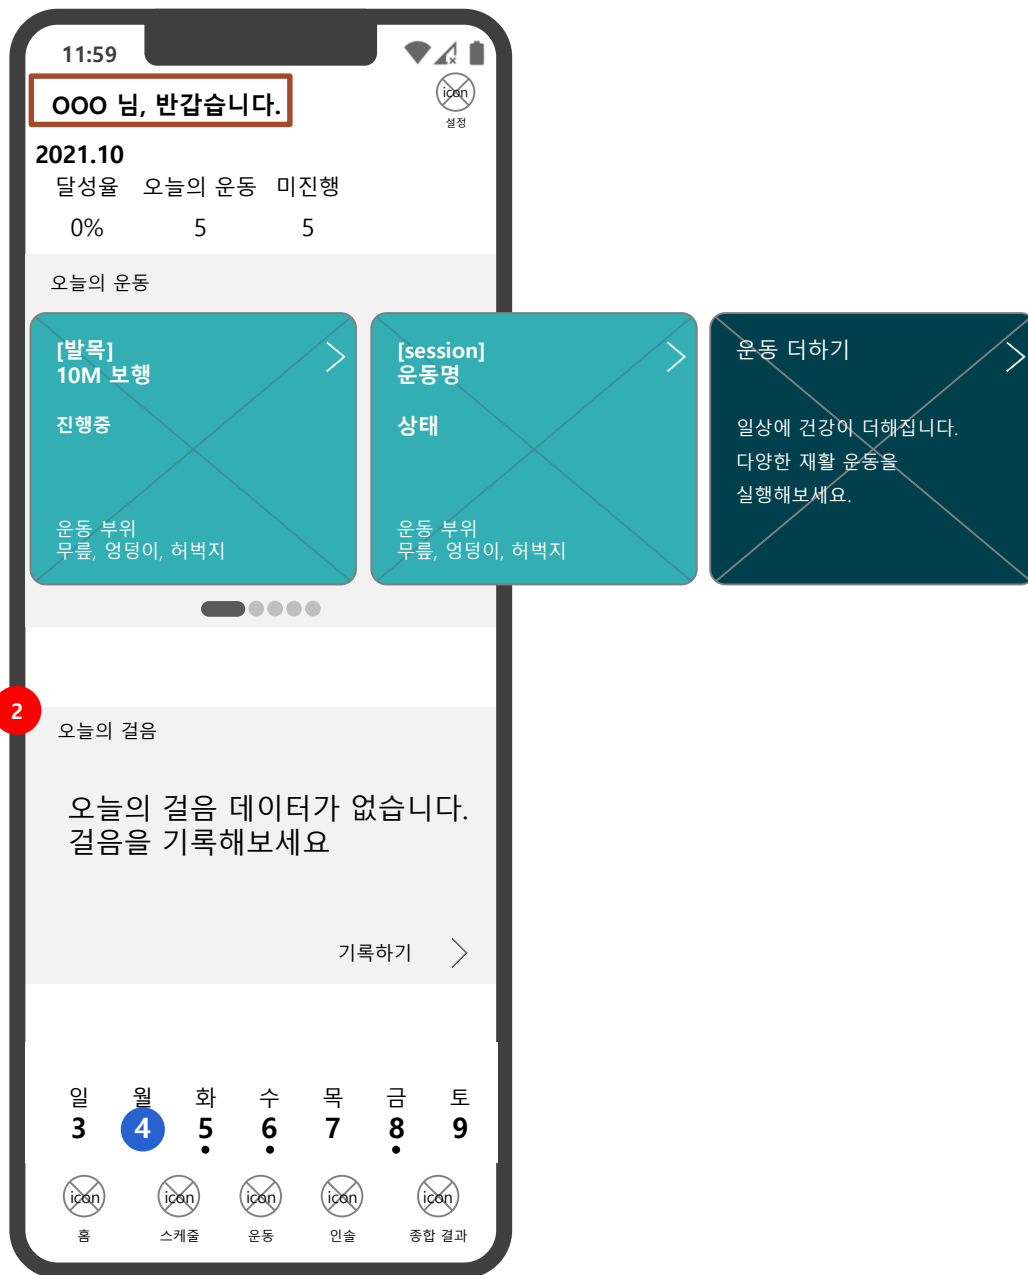 11:59
OOO 님, 반갑습니다.
icon
설정
2021.10
달성율 오늘의 운동 미진행
0% 5 5
오늘의 운동
[발목]
10M 보행
진행중
운동 부위
무릎, 엉덩이, 허벅지
[session]
운동명
상태
운동 부위
무릎, 엉덩이, 허벅지
운동 더하기
일상에 건강이 더해집니다.
다양한 재활 운동을
실행해보세요.
2
오늘의 걸음
오늘의 걸음 데이터가 없습니다.
걸음을 기록해보세요
기록하기
일 월 화 수 목 금 토
3 4 5 6 7 8 9
icon icon icon icon icon
홈 스케줄 운동 인솔 종합 결과